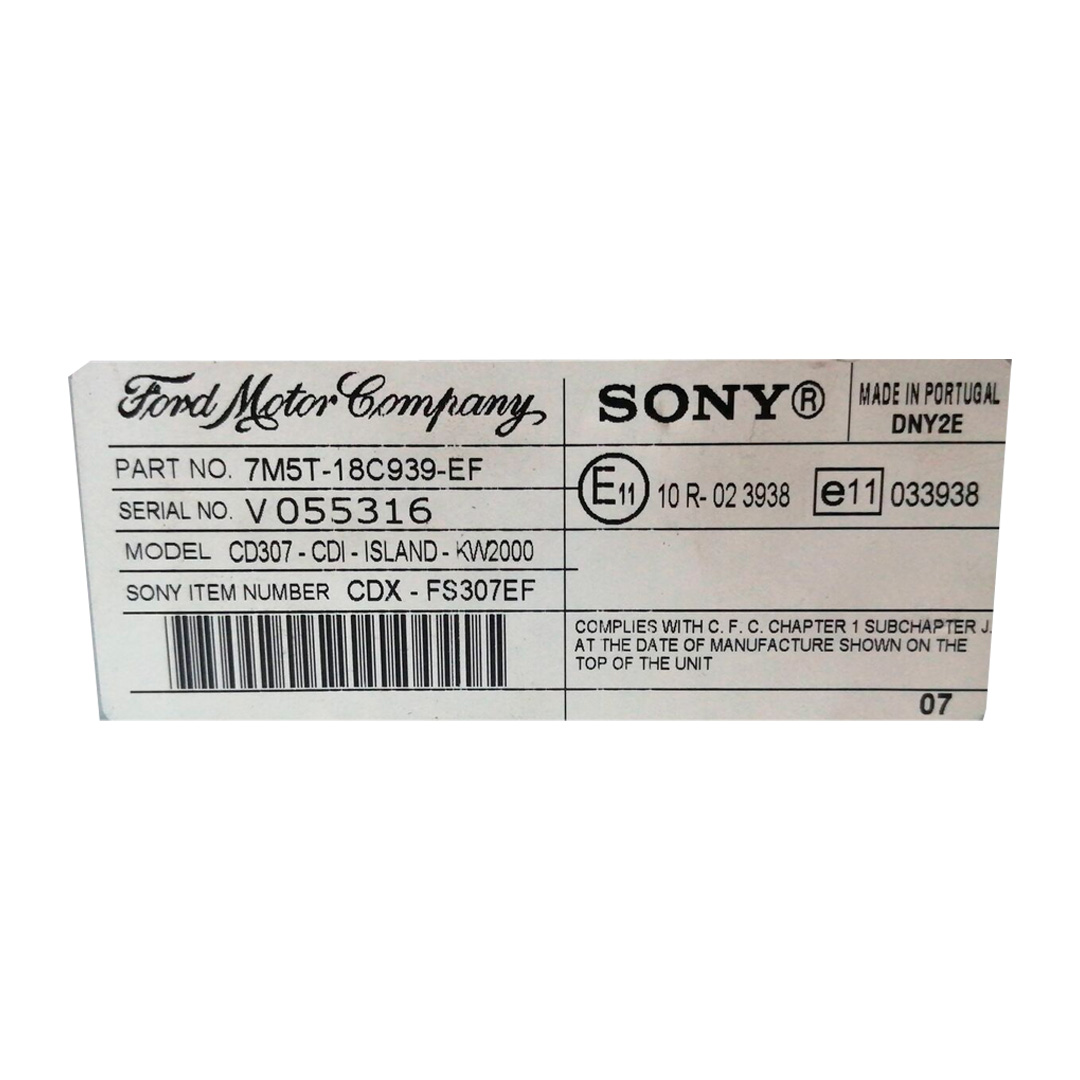 Ford Motor Company
SONY®
MADE IN PORTUGAL
DNY2E
PART NO. 7M5T-18C939-EF
SERIAL NO. V055316
E11 10 R- 02 3938 e11 033938
MODEL CD307 - CDI - ISLAND - KW2000
SONY ITEM NUMBER CDX - FS307EF
COMPLIES WITH C. F. C. CHAPTER 1 SUBCHAPTER J.
AT THE DATE OF MANUFACTURE SHOWN ON THE
TOP OF THE UNIT
07